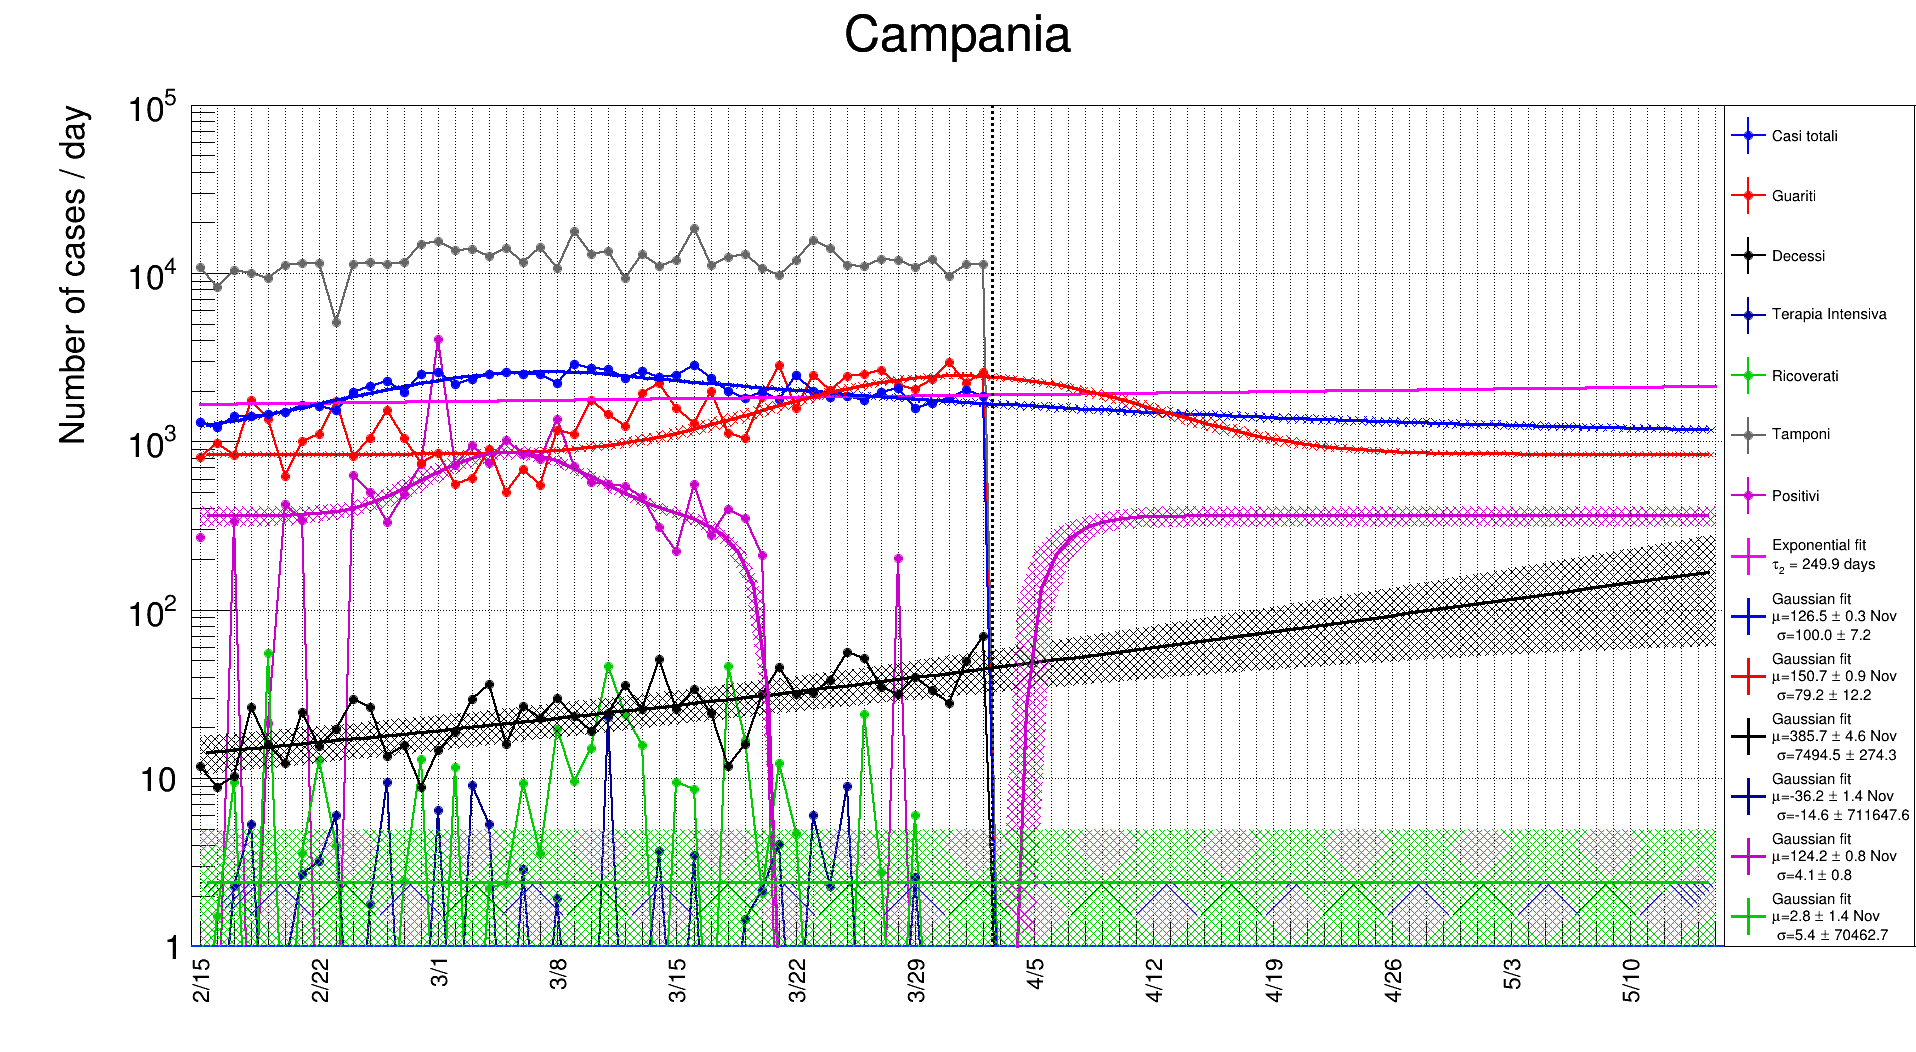 Campania
Number of cases / day
10^5
10^4
10^3
10^2
10
1
2/15
2/22
3/1
3/8
3/15
3/22
3/29
4/5
4/12
4/19
4/26
5/3
5/10
Casi totali
Guariti
Decessi
Terapia Intensiva
Ricoverati
Tamponi
Positivi
Exponential fit
τ₂ = 249.9 days
Gaussian fit
μ=126.5 ± 0.3 Nov
σ=100.0 ± 7.2
Gaussian fit
μ=150.7 ± 0.9 Nov
σ=79.2 ± 12.2
Gaussian fit
μ=385.7 ± 4.6 Nov
σ=7494.5 ± 274.3
Gaussian fit
μ=-36.2 ± 1.4 Nov
σ=-14.6 ± 711647.6
Gaussian fit
μ=124.2 ± 0.8 Nov
σ=4.1 ± 0.8
Gaussian fit
μ=2.8 ± 1.4 Nov
σ=5.4 ± 70462.7